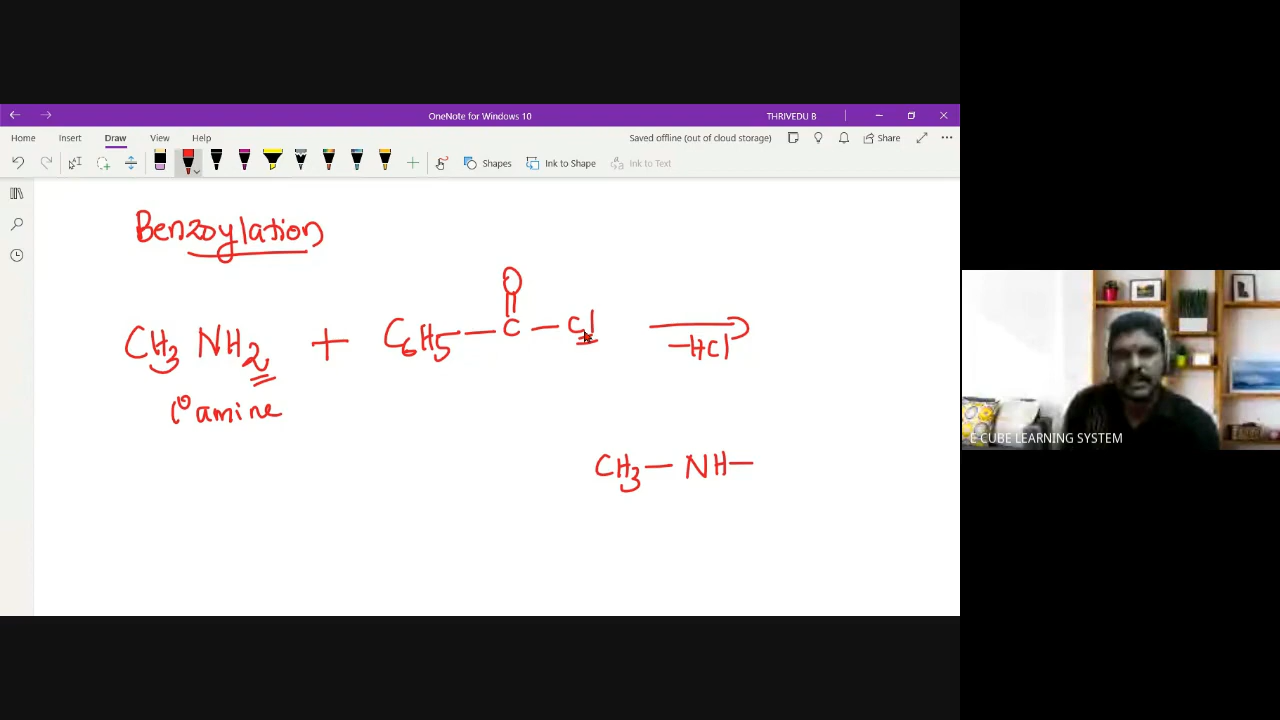 OneNote for Windows 10
THRIVEDU B
Home Insert Draw View Help
Saved offline (out of cloud storage)
Share
Shapes
Ink to Shape
Ink to Text
Benzoylation
O
CH3 NH2 + C6H5 — C — Cl
—HCl
1° amine
CH3 — NH —
E CUBE LEARNING SYSTEM